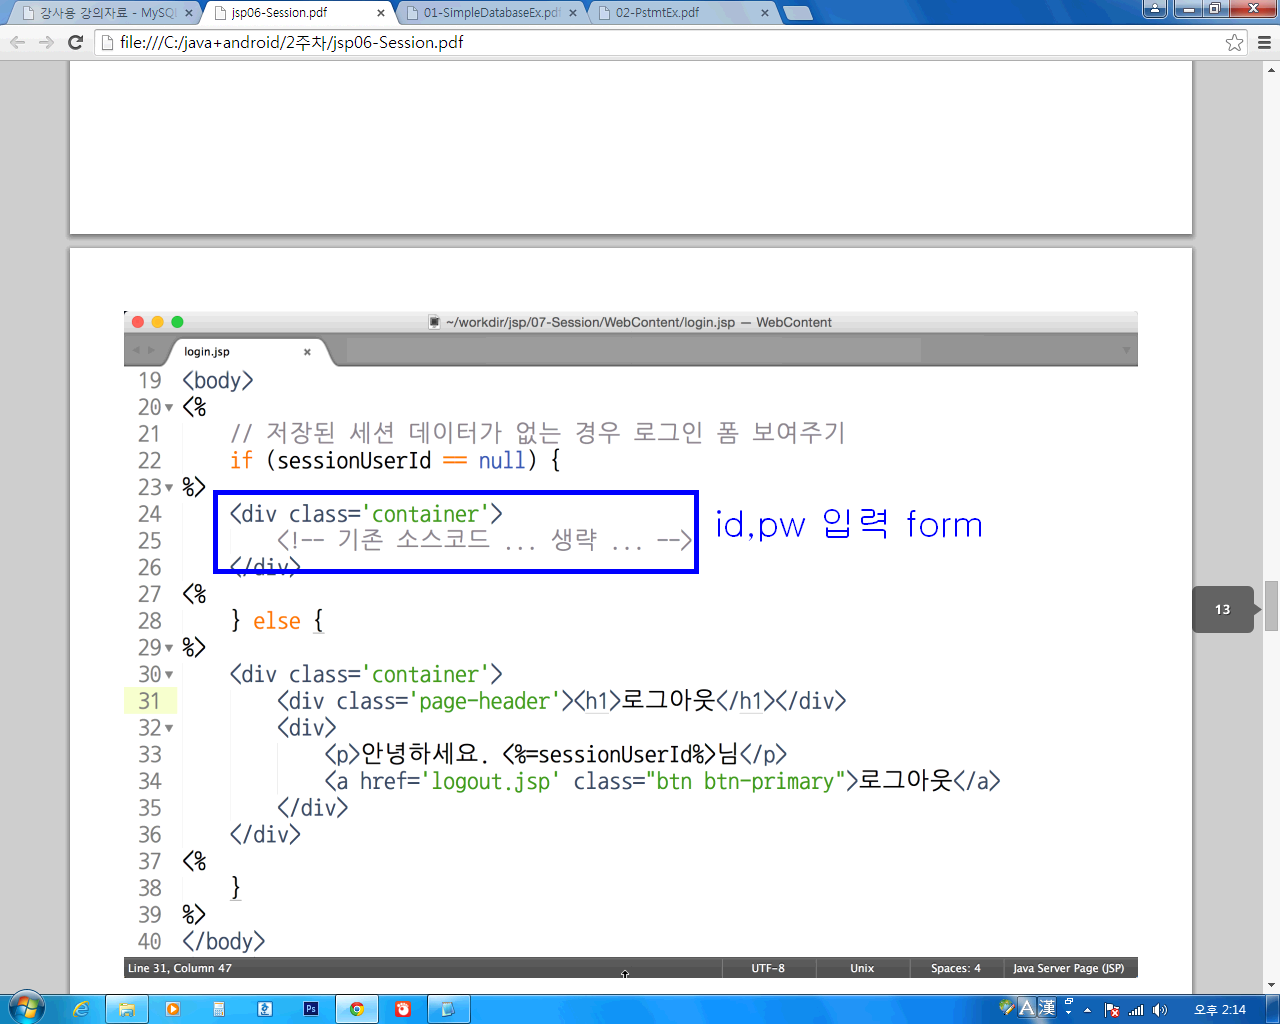 강사용 강의자료 - MySQL
jsp06-Session.pdf
01-SimpleDatabaseEx.pdf
02-PstmtEx.pdf
file:///C:/java+android/2주차/jsp06-Session.pdf
~/workdir/jsp/07-Session/WebContent/login.jsp — WebContent
login.jsp
19 <body>
20 <%
21 // 저장된 세션 데이터가 없는 경우 로그인 폼 보여주기
22 if (sessionUserId == null) {
23 %>
24 <div class='container'>
25 <!-- 기존 소스코드 ... 생략 ... -->
id,pw 입력 form
26 </div>
27 <%
28 } else {
29 %>
30 <div class='container'>
31 <div class='page-header'><h1>로그아웃</h1></div>
32 <div>
33 <p>안녕하세요. <%=sessionUserId%>님</p>
34 <a href='logout.jsp' class="btn btn-primary">로그아웃</a>
35 </div>
36 </div>
37 <%
38 }
39 %>
40 </body>
13
Line 31, Column 47
UTF-8
Unix
Spaces: 4
Java Server Page (JSP)
Ps
A 漢
오후 2:14